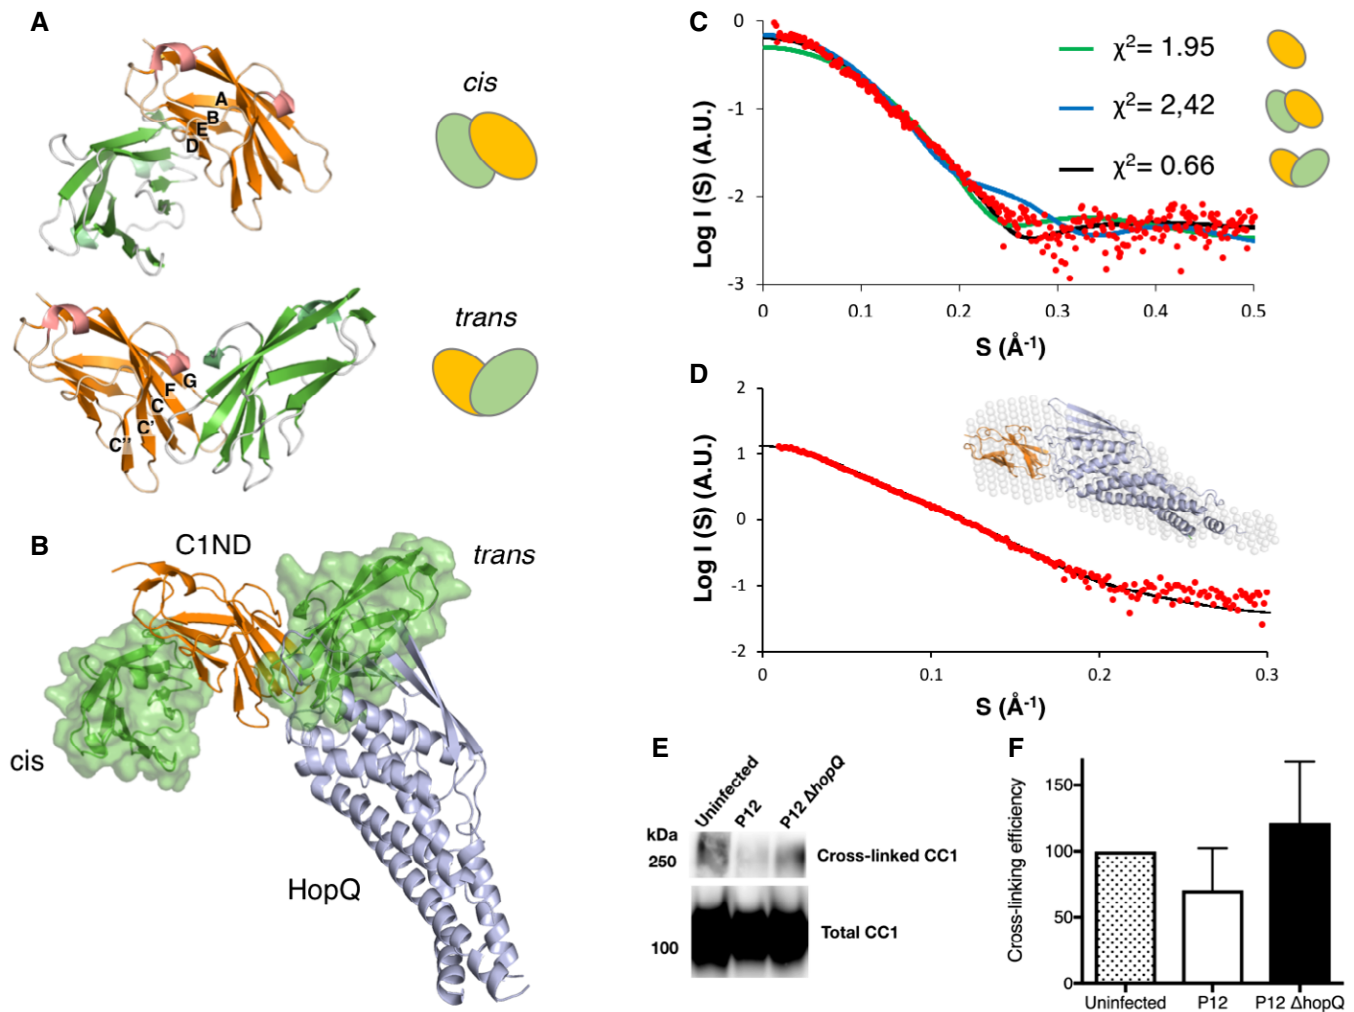 A
cis
A
B
E
D
trans
G
F
C
C'
C''
B
C1ND
trans
cis
HopQ
C
Log I (S) (A.U.)
0
-1
-2
-3
0
0.1
0.2
0.3
0.4
0.5
S (Å-1)
χ2= 1.95
χ2= 2,42
χ2= 0.66
D
Log I (S) (A.U.)
2
1
0
-1
-2
0
0.1
0.2
0.3
S (Å-1)
E
Uninfected
P12
P12 ΔhopQ
kDa
250
Cross-linked CC1
100
Total CC1
F
Cross-linking efficiency
150
100
50
0
Uninfected
P12
P12 ΔhopQ